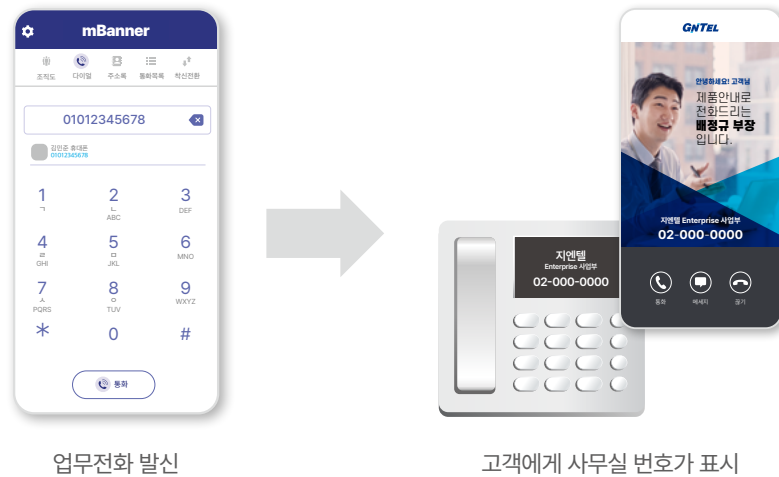 mBanner
조직도 다이얼 주소록 통화목록 착신전환
01012345678
김민준 휴대폰
01012345678
1 2 3
ㄱ ㄴ DEF
ABC
4 5 6
ㄹ ㅁ MNO
GHI JKL
7 8 9
ㅅ ㅇ WXYZ
PQRS TUV
* 0 #
통화
업무전화 발신
GNTEL
안녕하세요! 고객님
제품안내로
전화드리는
배정규 부장
입니다.
지엔텔 Enterprise 사업부
02-000-0000
통화 메세지 끊기
지엔텔
Enterprise 사업부
02-000-0000
고객에게 사무실 번호가 표시